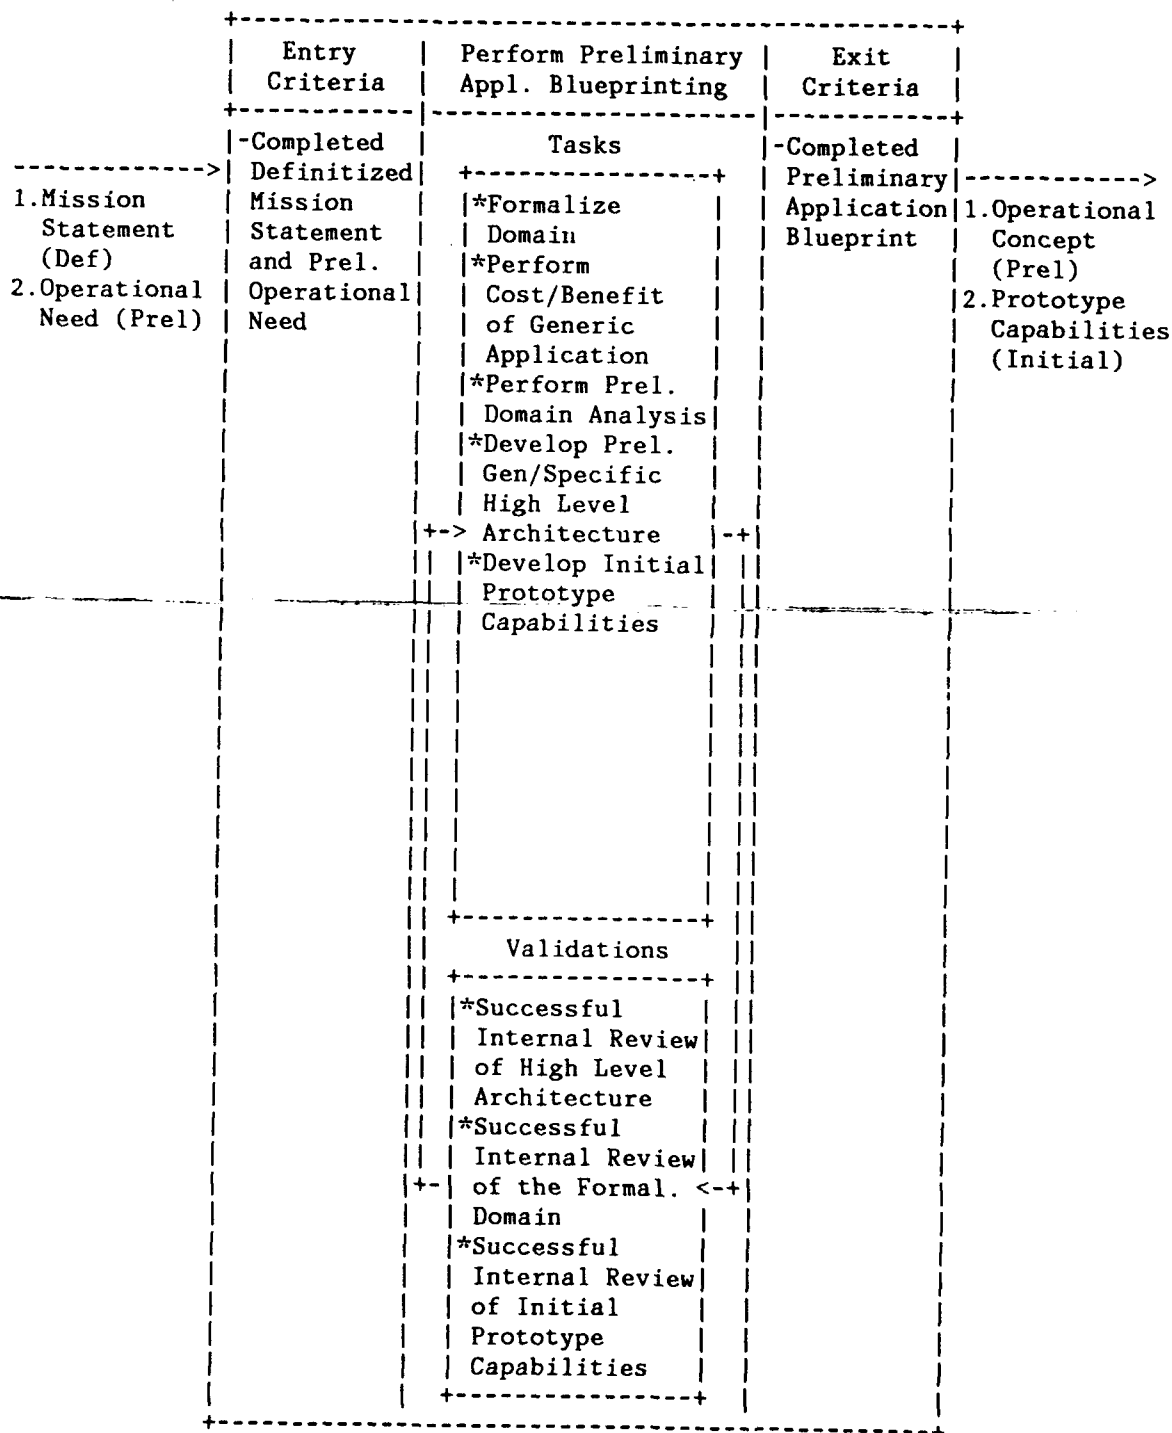 Entry
Criteria
Perform Preliminary
Appl. Blueprinting
Exit
Criteria
1.Mission
Statement
(Def)
2.Operational
Need (Prel)
-Completed
Definitized
Mission
Statement
and Prel.
Operational
Need
Tasks
*Formalize
Domain
*Perform
Cost/Benefit
of Generic
Application
*Perform Prel.
Domain Analysis
*Develop Prel.
Gen/Specific
High Level
Architecture
*Develop Initial
Prototype
Capabilities
Validations
*Successful
Internal Review
of High Level
Architecture
*Successful
Internal Review
of the Formal.
Domain
*Successful
Internal Review
of Initial
Prototype
Capabilities
-Completed
Preliminary
Application
Blueprint
1.Operational
Concept
(Prel)
2.Prototype
Capabilities
(Initial)